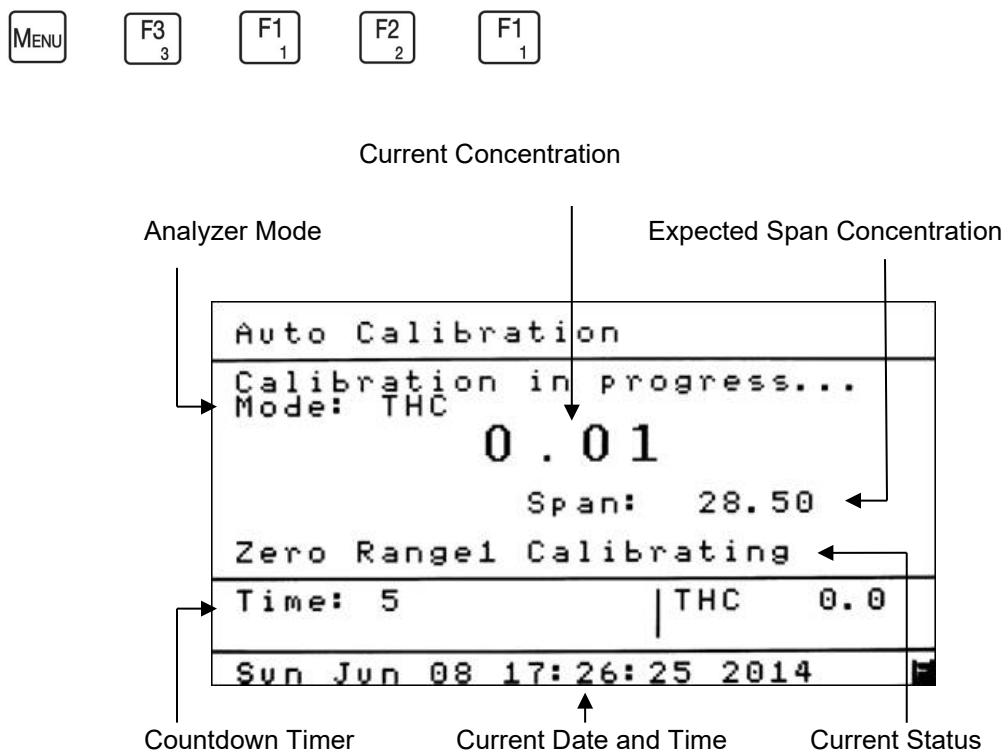 MENU F3 3 F1 1 F2 2 F1 1
Current Concentration
Analyzer Mode Expected Span Concentration
Auto Calibration
Calibration in progress...
Mode: THC
0.01
Span: 28.50
Zero Range1 Calibrating
Time: 5 THC 0.0
Sun Jun 08 17:26:25 2014
Countdown Timer Current Date and Time Current Status